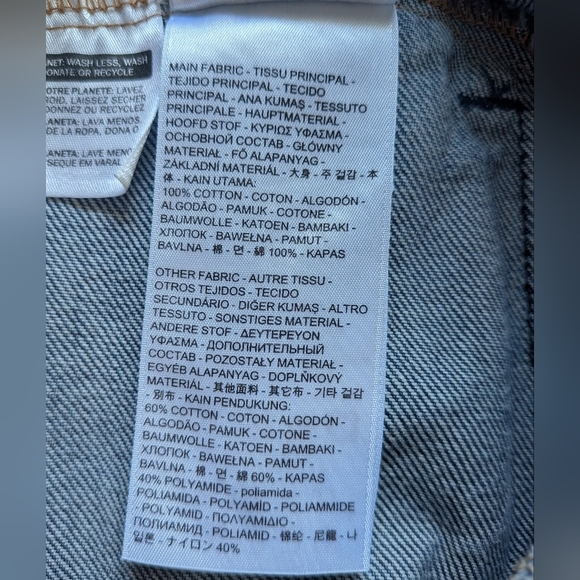 ANET: WASH LESS, WASH
ONATE OR RECYCLE
OTRE PLANETE: LAVEZ
ROID, LAISSEZ SECHER
DONNEZ OU RECYCLEZ
LANETA: LAVA MENOS
DE LA ROPA, DONA O
LANETA: LAVE MENO
SEQUE EM VARAL
MAIN FABRIC - TISSU PRINCIPAL -
TEJIDO PRINCIPAL - TECIDO
PRINCIPAL - ANA KUMAŞ - TESSUTO
PRINCIPALE - HAUPTMATERIAL -
HOOFD STOF - ΚΥΡΙΟΣ ΥΦΑΣΜΑ -
ОСНОВНОЙ СОСТАВ - GŁÓWNY
MATERIAŁ - FŐ ALAPANYAG -
ZÁKLADNÍ MATERIÁL - 大身 - 주 겉감 - 本
体 - KAIN UTAMA:
100% COTTON - COTON - ALGODÓN -
ALGODÃO - PAMUK - COTONE -
BAUMWOLLE - KATOEN - BAMBAKI -
ХЛОПОК - BAWEŁNA - PAMUT -
BAVLNA - 棉 - 면 - 綿 100% - KAPAS
OTHER FABRIC - AUTRE TISSU -
OTROS TEJIDOS - TECIDO
SECUNDÁRIO - DIĞER KUMAŞ - ALTRO
TESSUTO - SONSTIGES MATERIAL -
ANDERE STOF - ΔΕΥΤΕΡΕΥΟΝ
ΥΦΑΣΜΑ - ДОПОЛНИТЕЛЬНЫЙ
СОСТАВ - POZOSTAŁY MATERIAŁ -
EGYÉB ALAPANYAG - DOPLŇKOVÝ
MATERIÁL - 其他面料 - 其它布 - 기타 겉감
- 別布 - KAIN PENDUKUNG:
60% COTTON - COTON - ALGODÓN -
ALGODÃO - PAMUK - COTONE -
BAUMWOLLE - KATOEN - BAMBAKI -
ХЛОПОК - BAWEŁNA - PAMUT -
BAVLNA - 棉 - 면 - 綿 60% - KAPAS
40% POLYAMIDE - poliamida -
POLIAMIDA - POLYAMİD - POLIAMMIDE
- POLYAMID - ΠΟΛΥΑΜΙΔΙΟ -
ПОЛИАМИД - POLIAMID - 锦纶 - 尼龍 - 나
일론 - ナイロン 40%